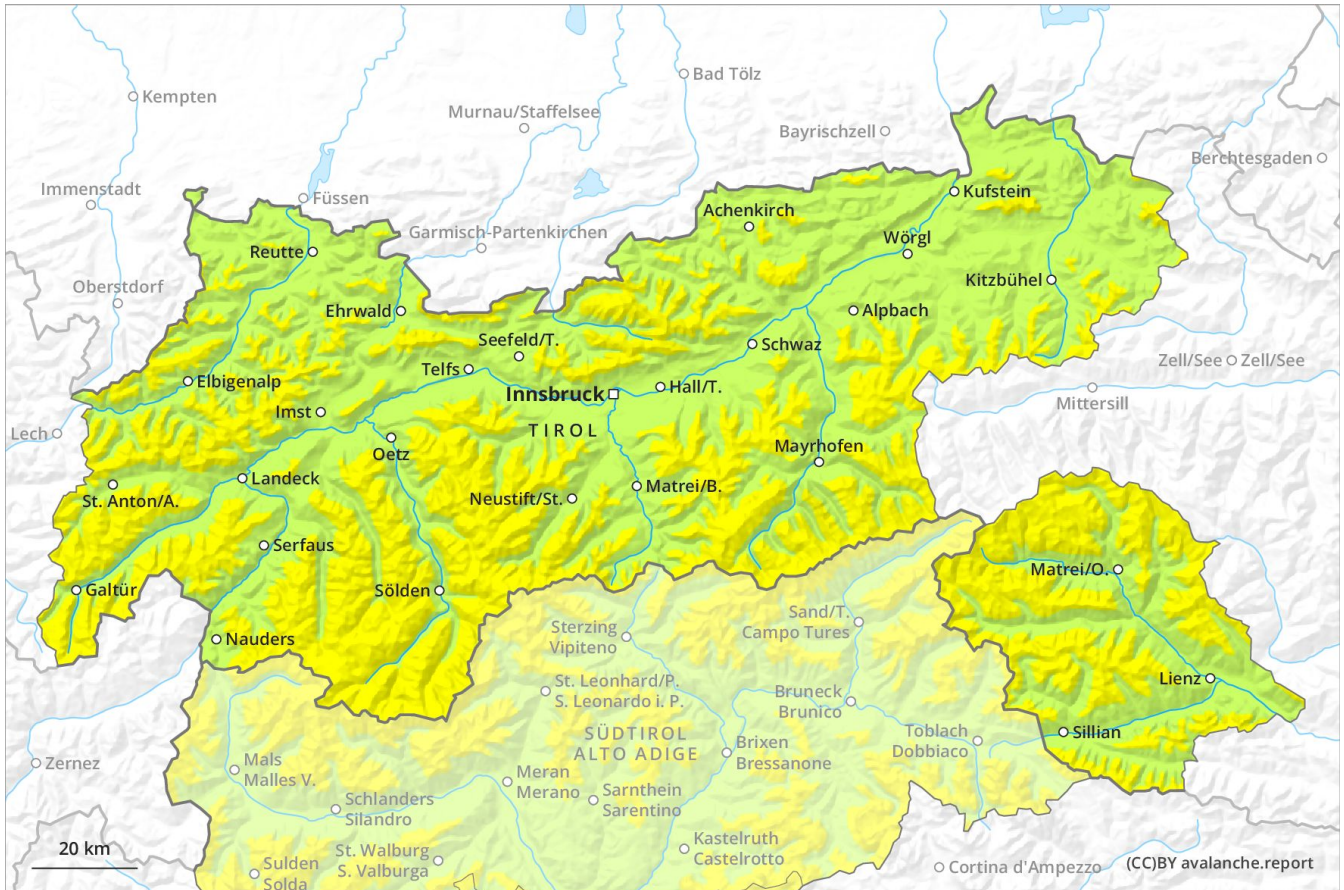 Kempten
Bad Tölz
Murnau/Staffelsee
Bayrischzell
Berchtesgaden
Immenstadt
Füssen
Kufstein
Achenkirch
Garmisch-Partenkirchen
Wörgl
Reutte
Kitzbühel
Oberstdorf
Ehrwald
Alpbach
Seefeld/T.
Schwaz
Telfs
Zell/See
Zell/See
Elbigenalp
Innsbruck
Hall/T.
Mittersill
Imst
TIROL
Lech
Oetz
Mayrhofen
Landeck
St. Anton/A.
Neustift/St.
Matrei/B.
Serfaus
Matrei/O.
Galtür
Sölden
Sand/T.
Campo Tures
Nauders
Sterzing
Vipiteno
Lienz
St. Leonhard/P.
S. Leonardo i. P.
Bruneck
Brunico
SÜDTIROL
ALTO ADIGE
Toblach
Dobbiaco
Sillian
Brixen
Bressanone
Zernez
Mals
Malles V.
Meran
Merano
Sarnthein
Sarentino
Schlanders
Silandro
Kastelruth
Castelrotto
20 km
St. Walburg
S. Valburga
Sulden
Solda
Cortina d'Ampezzo
(CC)BY avalanche.report